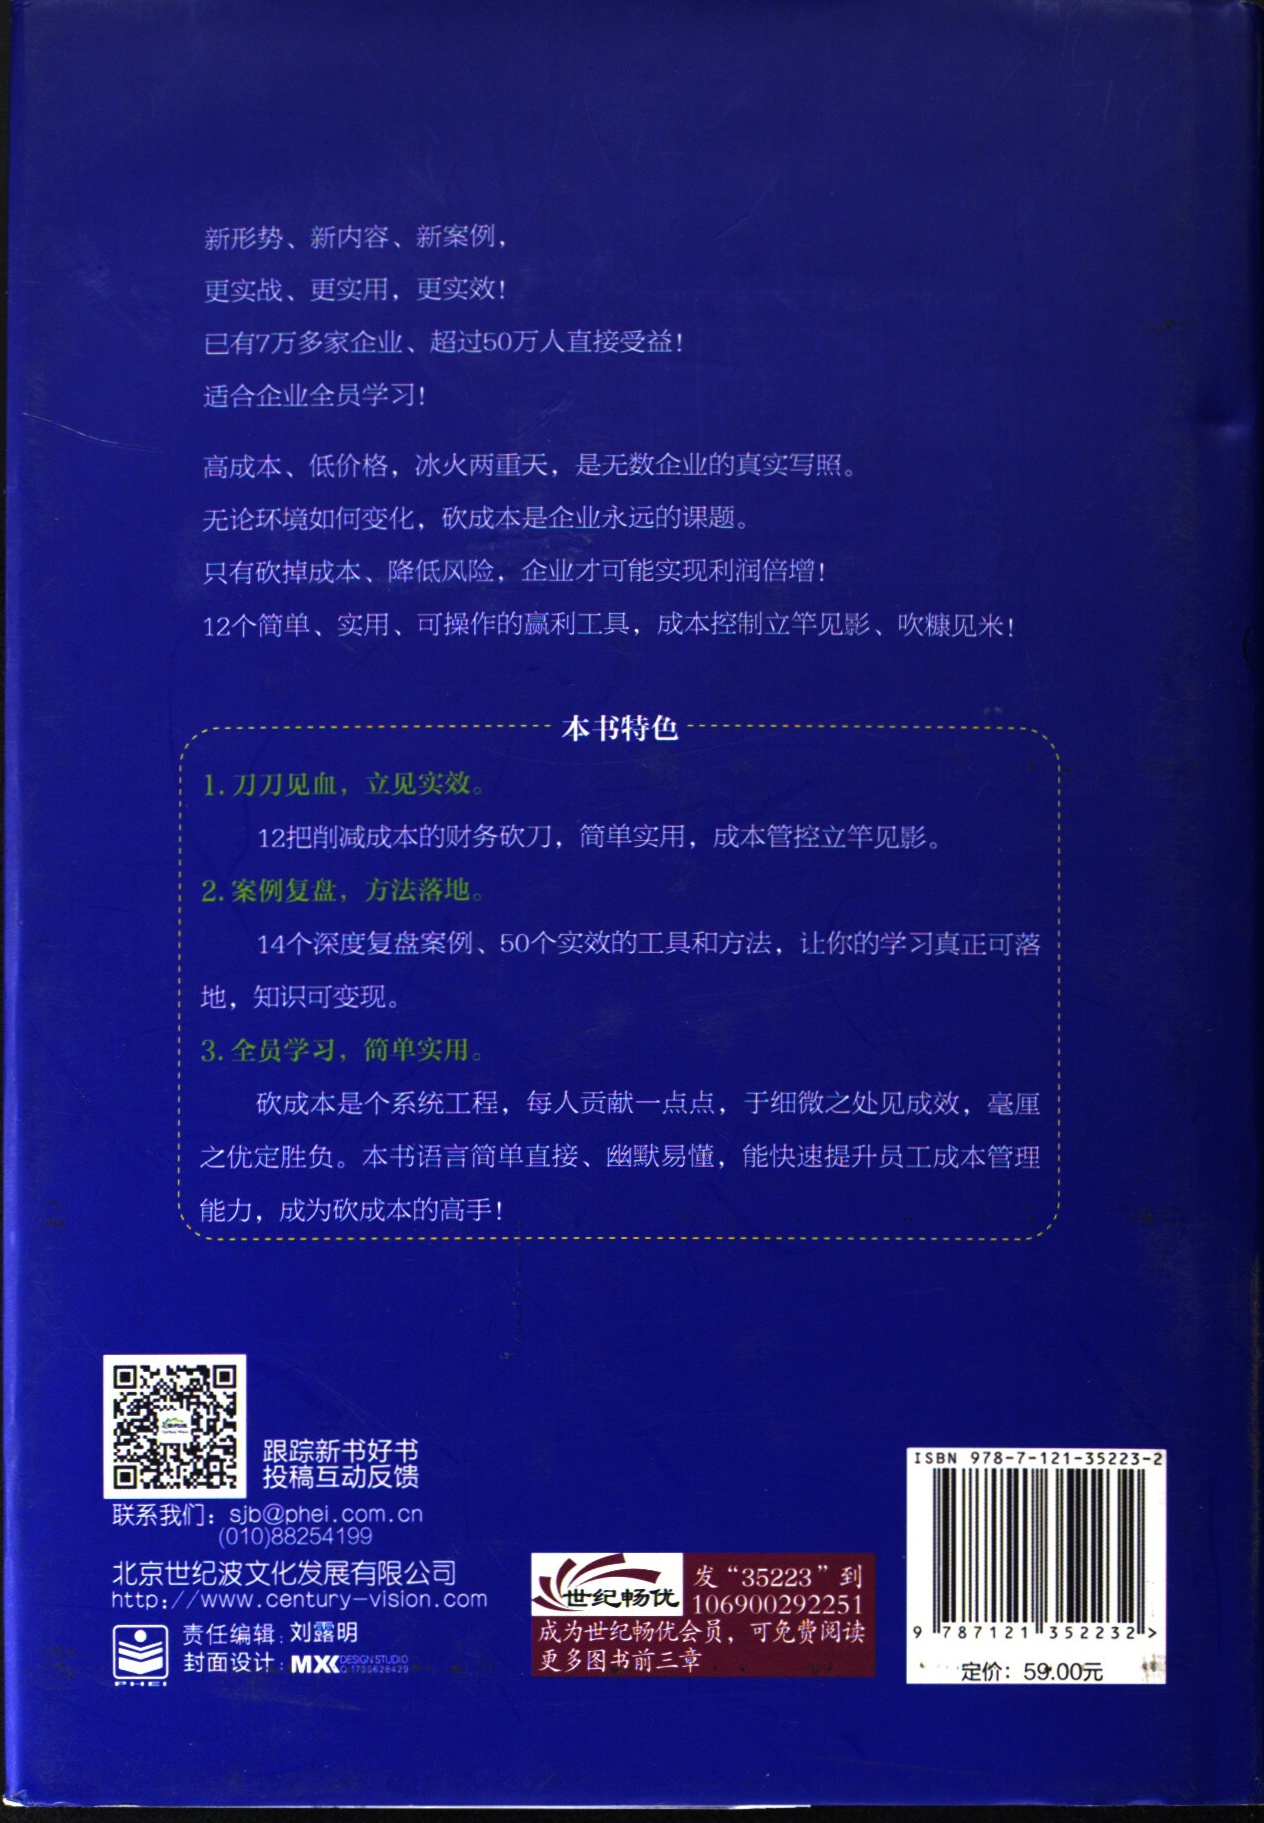 新形势、新内容、新案例，
更实战、更实用，更实效！
已有7万多家企业、超过50万人直接受益！
适合企业全员学习！
高成本、低价格，冰火两重天，是无数企业的真实写照。
无论环境如何变化，砍成本是企业永远的课题。
只有砍掉成本、降低风险，企业才可能实现利润倍增！
12个简单、实用、可操作的赢利工具，成本控制立竿见影、吹糠见米！
本书特色
1. 刀刀见血，立见实效。
12把削减成本的财务砍刀，简单实用，成本管控立竿见影。
2. 案例复盘，方法落地。
14个深度复盘案例、50个实效的工具和方法，让你的学习真正可落
地，知识可变现。
3. 全员学习，简单实用。
砍成本是个系统工程，每人贡献一点点，于细微之处见成效，毫厘
之优定胜负。本书语言简单直接、幽默易懂，能快速提升员工成本管理
能力，成为砍成本的高手！
跟踪新书好书
投稿互动反馈
联系我们：sjb@phei.com.cn
(010)88254199
北京世纪波文化发展有限公司
http://www.century-vision.com
责任编辑：刘露明
封面设计：MX DESIGN STUDIO
PHEI
世纪畅优
发“35223”到
106900292251
成为世纪畅优会员，可免费阅读
更多图书前三章
ISBN 978-7-121-35223-2
9 787121 352232 >
定价：59.00元